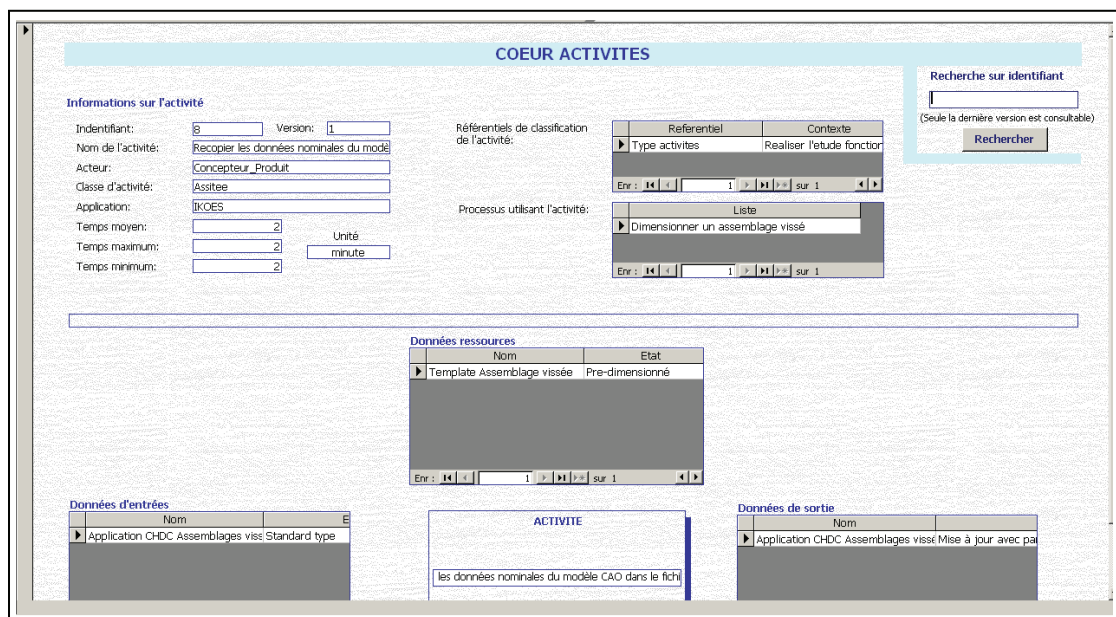 COEUR ACTIVITES
Recherche sur identifiant
(Seule la dernière version est consultable)
Rechercher
Informations sur l'activité
Indentifiant: 8 Version: 1
Nom de l'activité: Recopier les données nominales du modè
Acteur: Concepteur_Produit
Classe d'activité: Assitee
Application: IKOES
Temps moyen: 2
Temps maximum: 2
Temps minimum: 2
Unité
minute
Référentiels de classification
de l'activité:
Referentiel Contexte
Type activites Realiser l'etude fonction
Enr : 1 sur 1
Processus utilisant l'activité:
Liste
Dimensionner un assemblage vissé
Enr : 1 sur 1
Données ressources
Nom Etat
Template Assemblage vissée Pre-dimensionné
Enr : 1 sur 1
Données d'entrées
Nom E
Application CHDC Assemblages viss Standard type
ACTIVITE
les données nominales du modèle CAO dans le fichi
Données de sortie
Nom
Application CHDC Assemblages vissé Mise à jour avec par